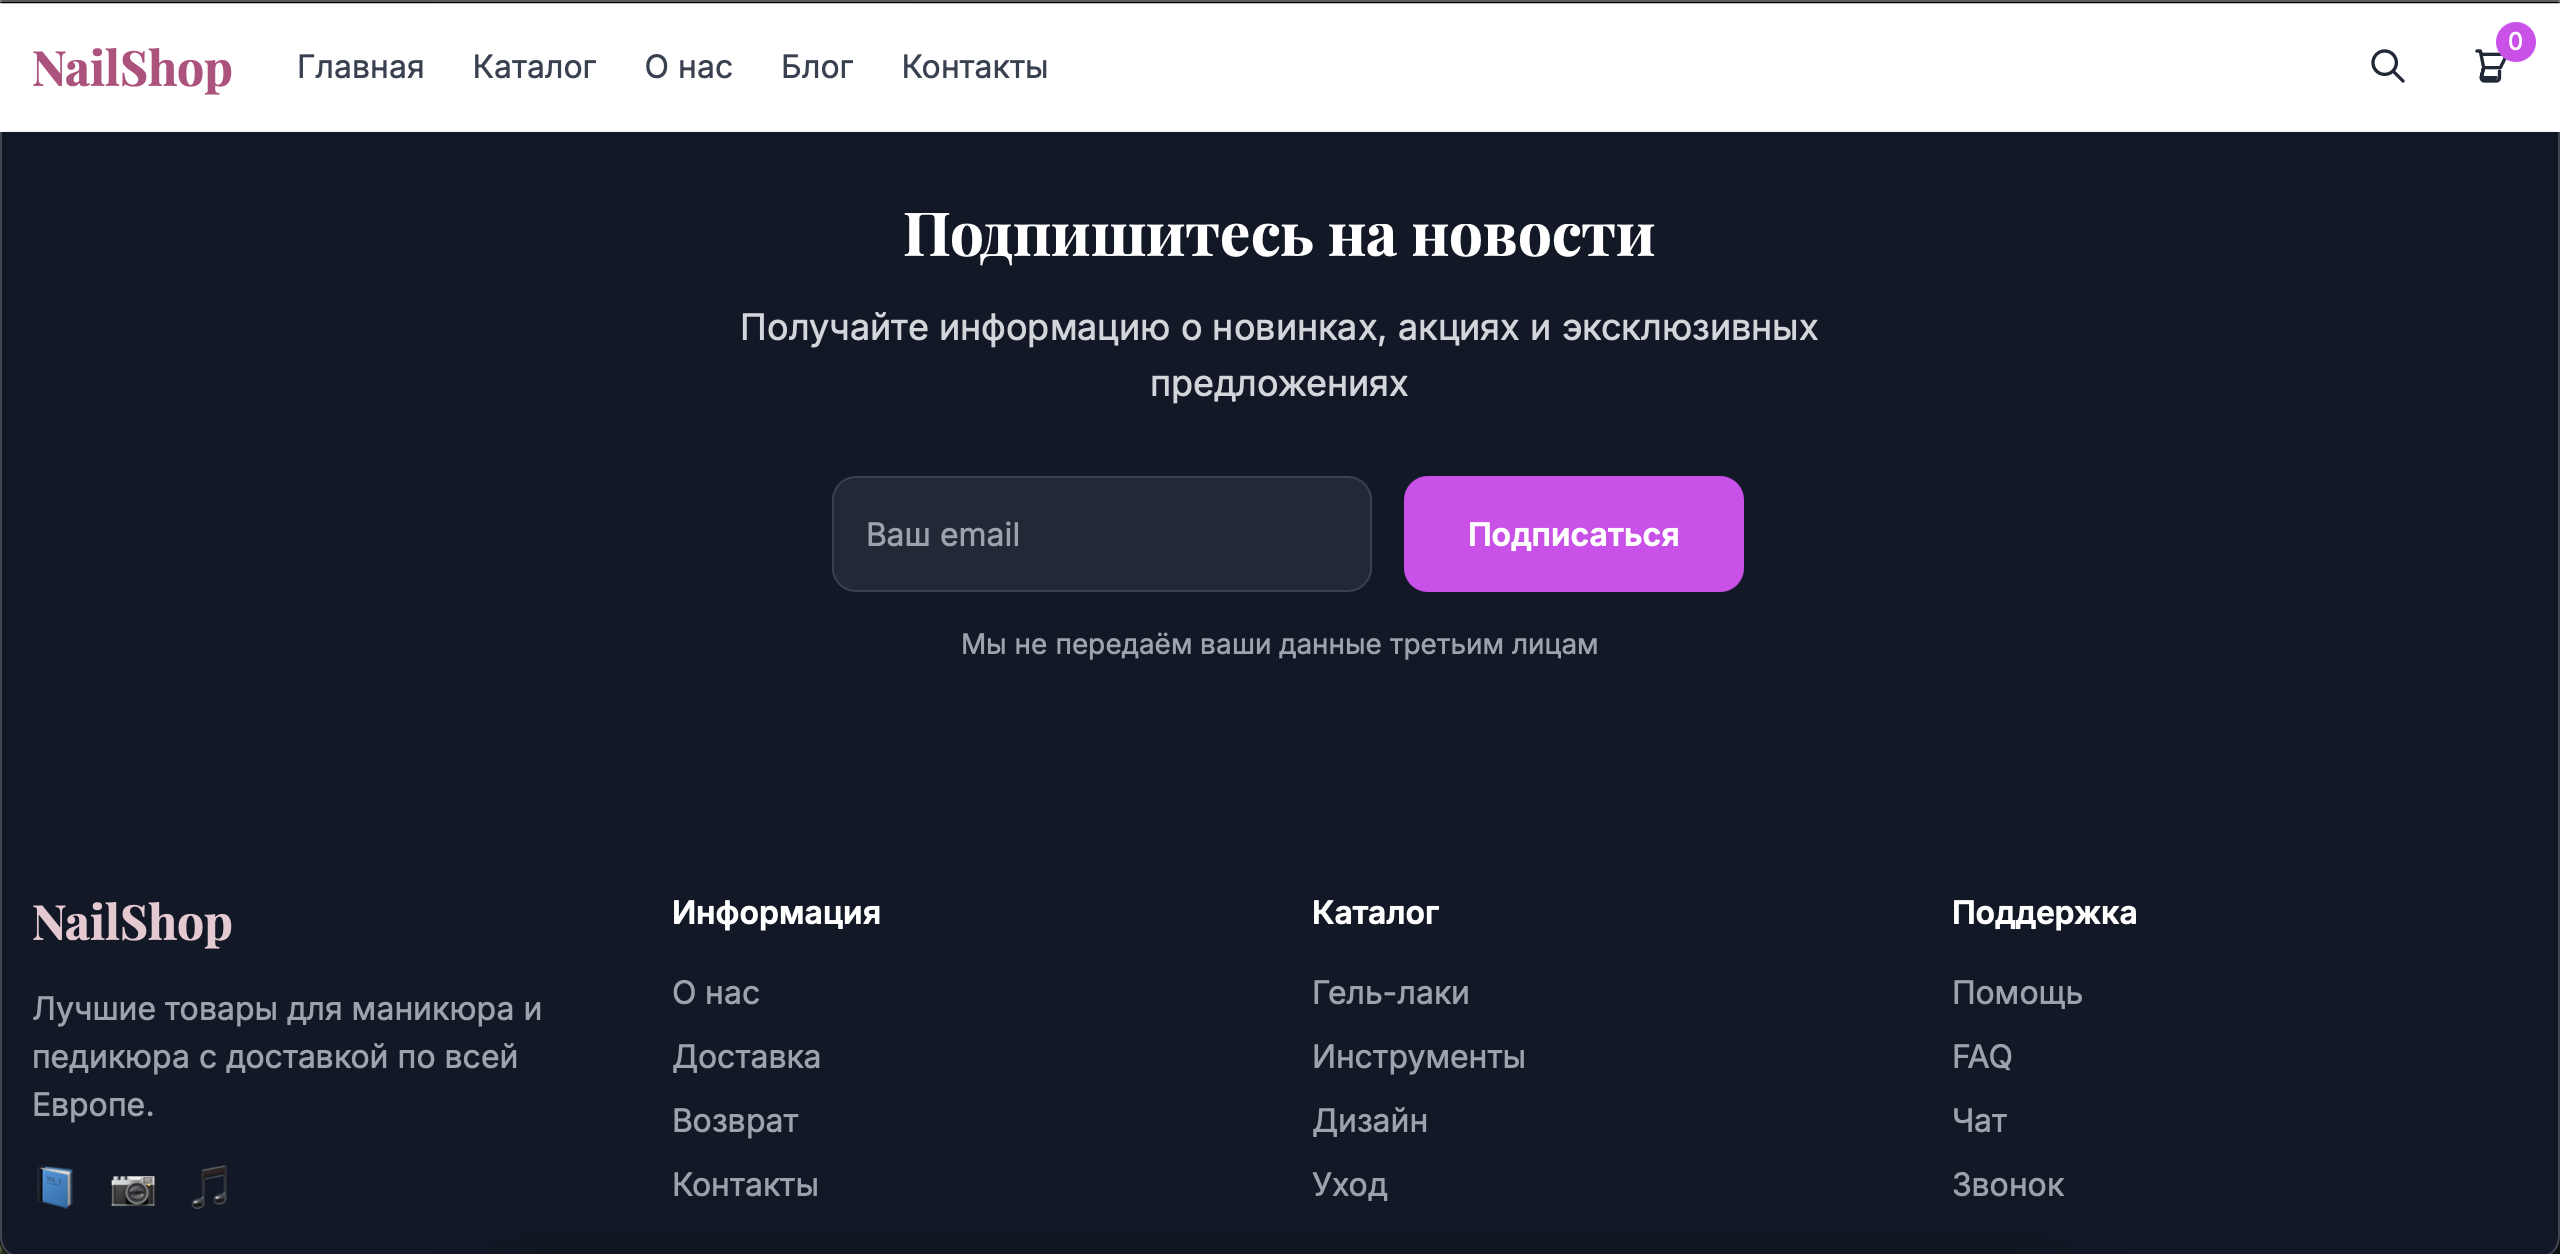 NailShop
Главная
Каталог
О нас
Блог
Контакты
0
Подпишитесь на новости
Получайте информацию о новинках, акциях и эксклюзивных
предложениях
Ваш email
Подписаться
Мы не передаём ваши данные третьим лицам
NailShop
Лучшие товары для маникюра и
педикюра с доставкой по всей
Европе.
Информация
О нас
Доставка
Возврат
Контакты
Каталог
Гель-лаки
Инструменты
Дизайн
Уход
Поддержка
Помощь
FAQ
Чат
Звонок